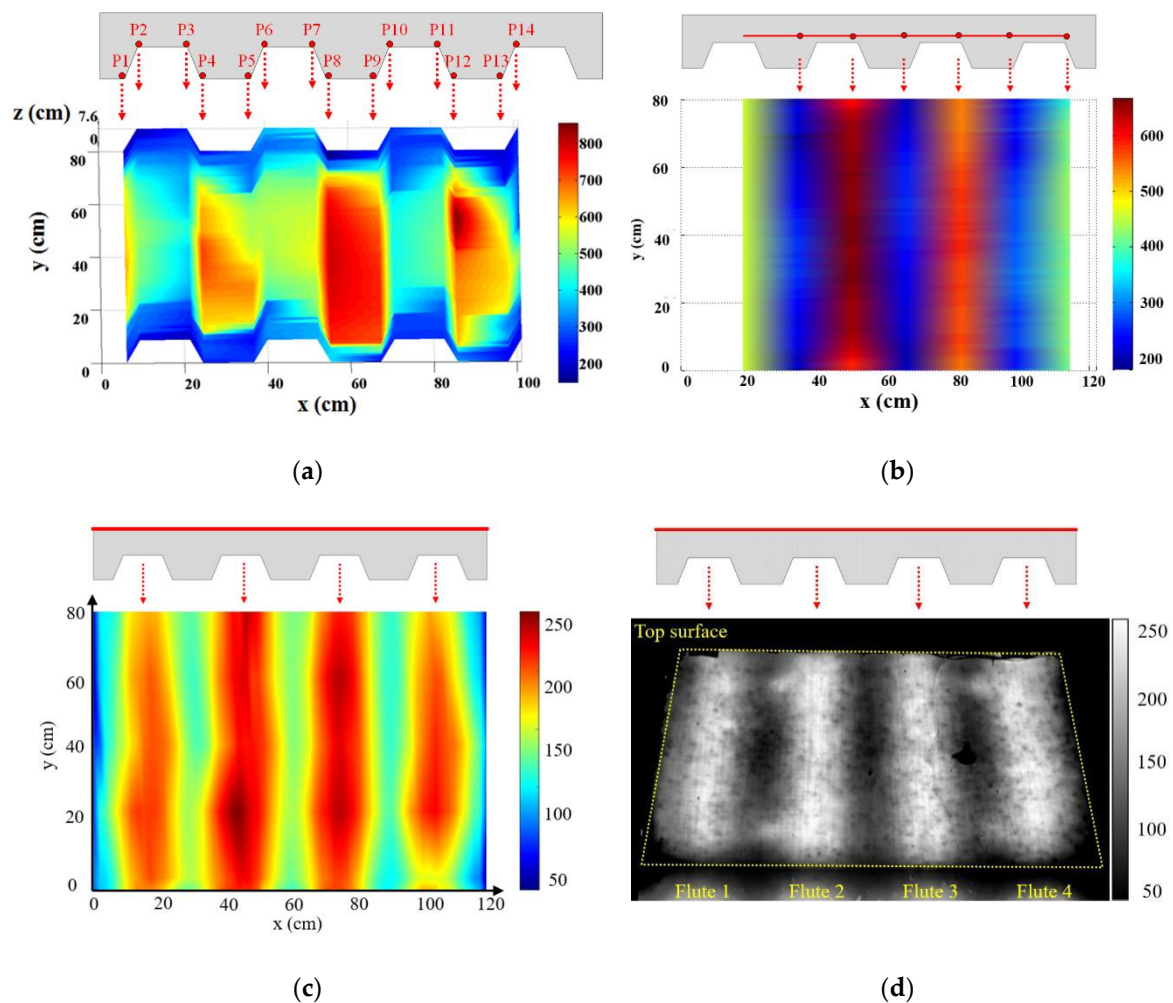 P2 P3 P6 P7 P10 P11 P14
P1 P4 P5 P8 P9 P12 P13
z (cm) 7.6
0
80
60
40
20
0
y (cm)
0 20 40 60 80 100
x (cm)
800
700
600
500
400
300
200
(a)
80
60
40
20
0
y (cm)
0 20 40 60 80 100 120
x (cm)
600
500
400
300
200
(b)
80
60
40
20
0
y (cm)
0 20 40 60 80 100 120
x (cm)
250
200
150
100
50
(c)
Top surface
Flute 1 Flute 2 Flute 3 Flute 4
250
200
150
100
50
(d)